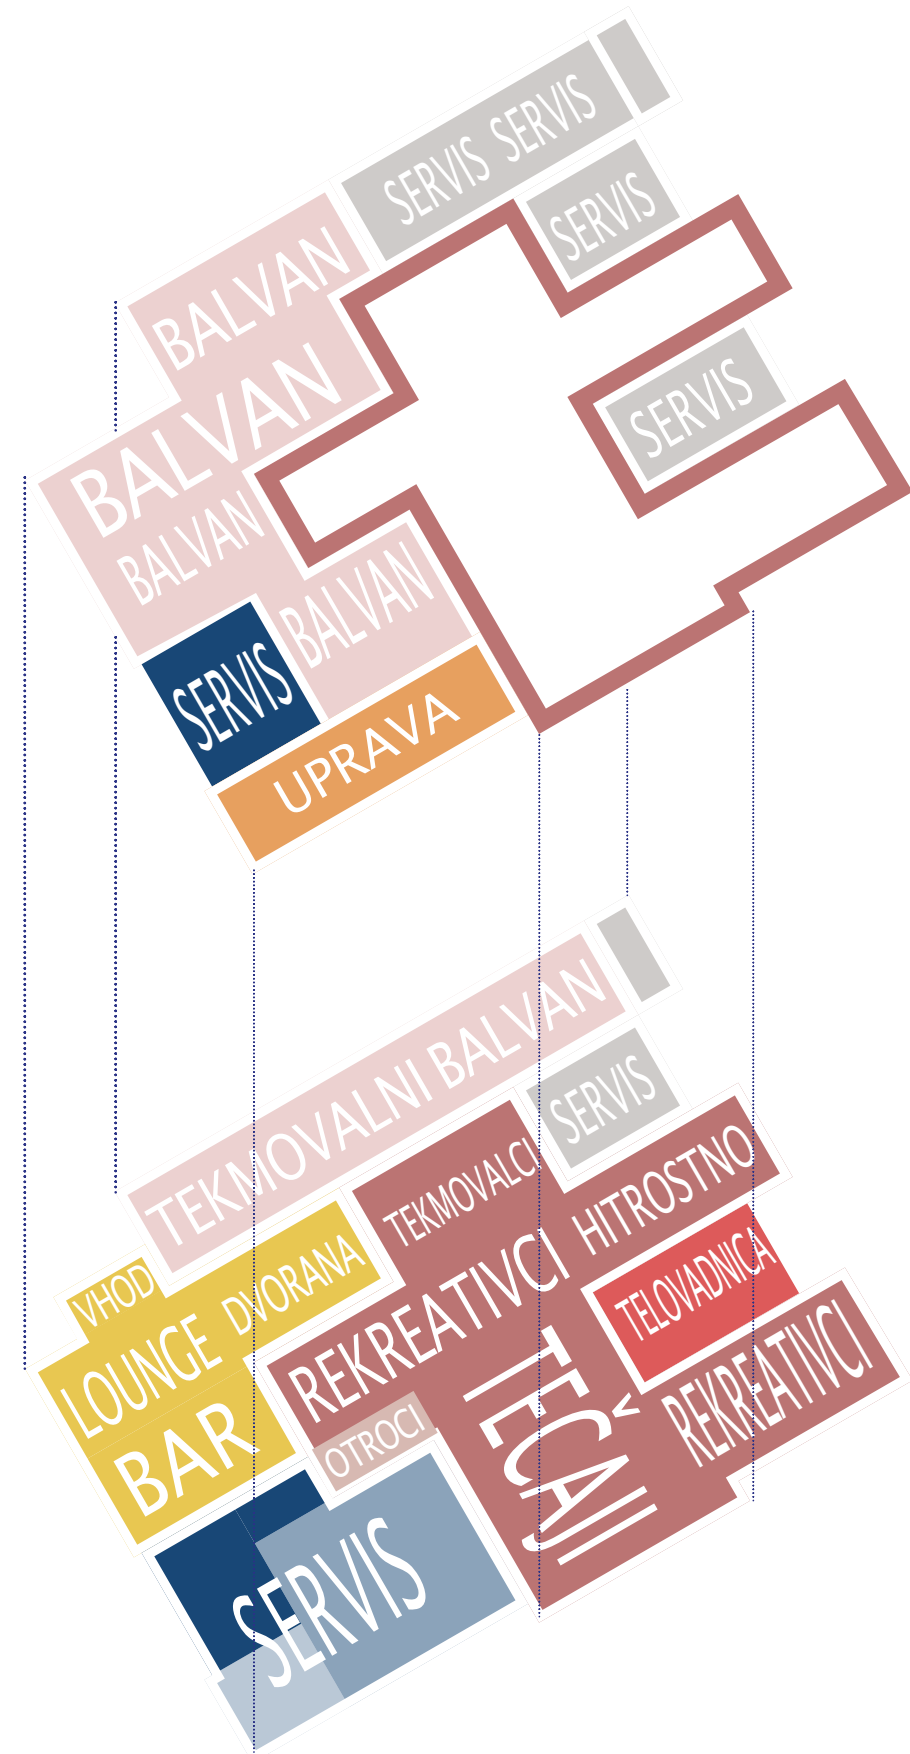 SERVIS SERVIS
SERVIS
BALVAN
BALVAN
SERVIS
BALVAN
BALVAN
SERVIS
UPRAVA
TEKMOVALNI BALVAN
SERVIS
TEKMOVALCI
HITROSTNO
VHOD
DVORANA
LOUNGE
REKREATIVCI
TELOVADNICA
BAR
OTROCI
TEČAJI
REKREATIVCI
SERVIS